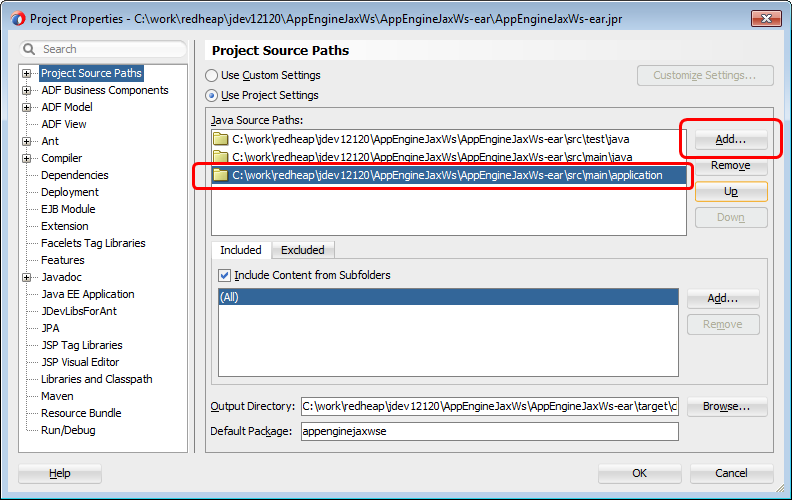 Project Properties - C:\work\redheap\jdev12120\AppEngineJaxWs\AppEngineJaxWs-ear\AppEngineJaxWs-ear.jpr
Search
Project Source Paths
ADF Business Components
ADF Model
ADF View
Ant
Compiler
Dependencies
Deployment
EJB Module
Extension
Facelets Tag Libraries
Features
Javadoc
Java EE Application
JDevLibsForAnt
JPA
JSP Tag Libraries
JSP Visual Editor
Libraries and Classpath
Maven
Resource Bundle
Run/Debug
Project Source Paths
Use Custom Settings
Customize Settings...
Use Project Settings
Java Source Paths:
C:\work\redheap\jdev12120\AppEngineJaxWs\AppEngineJaxWs-ear\src\test\java
C:\work\redheap\jdev12120\AppEngineJaxWs\AppEngineJaxWs-ear\src\main\java
C:\work\redheap\jdev12120\AppEngineJaxWs\AppEngineJaxWs-ear\src\main\application
Add...
Remove
Up
Down
Included
Excluded
Include Content from Subfolders
(All)
Add...
Remove
Output Directory:
C:\work\redheap\jdev12120\AppEngineJaxWs\AppEngineJaxWs-ear\target\c
Browse...
Default Package:
appenginejaxwse
Help
OK
Cancel